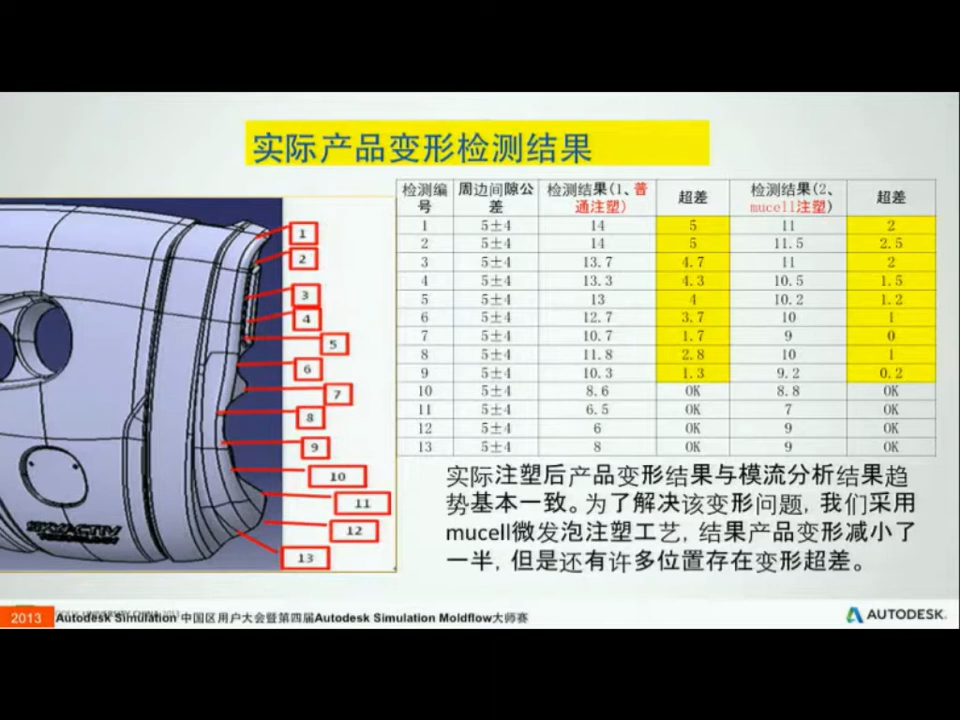 实际产品变形检测结果
检测编号 周边间隙公差 检测结果(1、普通注塑) 超差 检测结果(2、mucell注塑) 超差
1 5±4 14 5 11 2
2 5±4 14 5 11.5 2.5
3 5±4 13.7 4.7 11 2
4 5±4 13.3 4.3 10.5 1.5
5 5±4 13 4 10.2 1.2
6 5±4 12.7 3.7 10 1
7 5±4 10.7 1.7 9 0
8 5±4 11.8 2.8 10 1
9 5±4 10.3 1.3 9.2 0.2
10 5±4 8.6 OK 8.8 OK
11 5±4 6.5 OK 7 OK
12 5±4 6 OK 9 OK
13 5±4 8 OK 9 OK
1
2
3
4
5
6
7
8
9
10
11
12
13
实际注塑后产品变形结果与模流分析结果趋
势基本一致。为了解决该变形问题，我们采用
mucell微发泡注塑工艺，结果产品变形减小了
一半，但是还有许多位置存在变形超差。
2013 Autodesk Simulation 中国区用户大会暨第四届Autodesk Simulation Moldflow大师赛
AUTODESK.